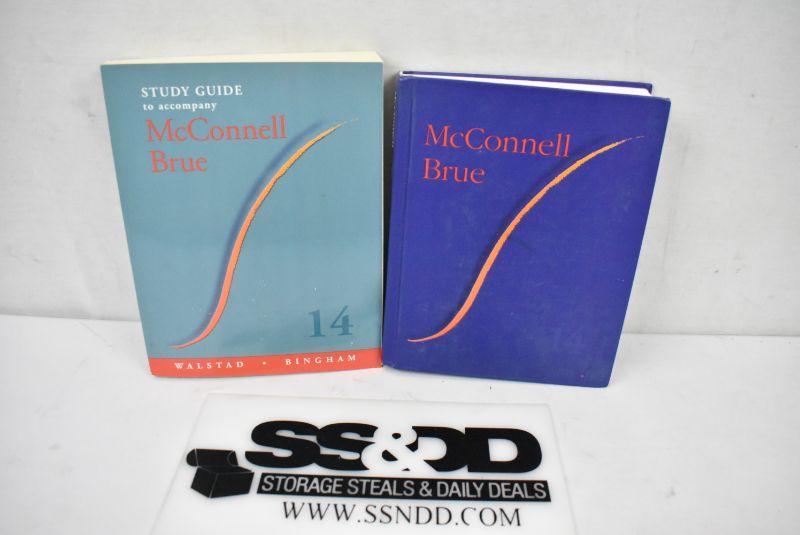 STUDY GUIDE
to accompany
McConnell
Brue
14
WALSTAD • BINGHAM
McConnell
Brue
SS&DD
STORAGE STEALS & DAILY DEALS
WWW.SSNDD.COM